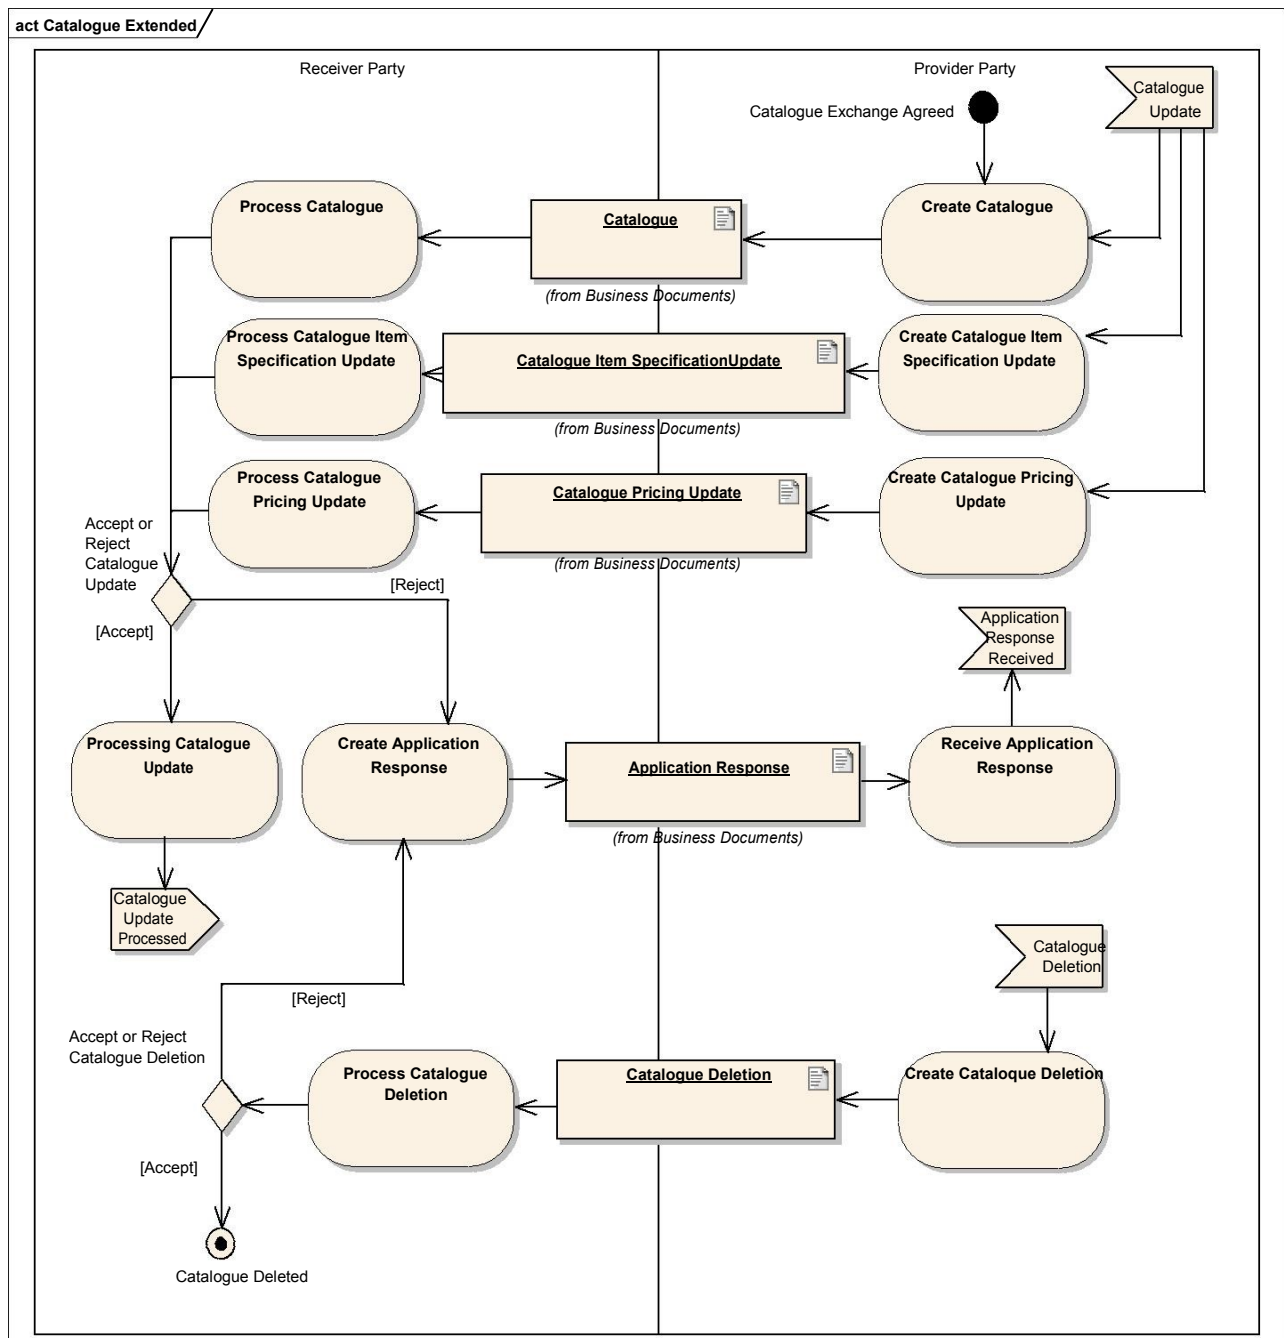 act Catalogue Extended
Receiver Party
Provider Party
Catalogue Exchange Agreed
Catalogue
Update
Process Catalogue
Catalogue
Create Catalogue
(from Business Documents)
Process Catalogue Item
Specification Update
Catalogue Item SpecificationUpdate
Create Catalogue Item
Specification Update
(from Business Documents)
Process Catalogue
Pricing Update
Catalogue Pricing Update
Create Catalogue Pricing
Update
(from Business Documents)
Accept or
Reject
Catalogue
Update
[Reject]
[Accept]
Application
Response
Received
Processing Catalogue
Update
Create Application
Response
Application Response
Receive Application
Response
(from Business Documents)
Catalogue
Update
Processed
Catalogue
Deletion
[Reject]
Accept or Reject
Catalogue Deletion
Process Catalogue
Deletion
Catalogue Deletion
Create Cataloque Deletion
[Accept]
Catalogue Deleted